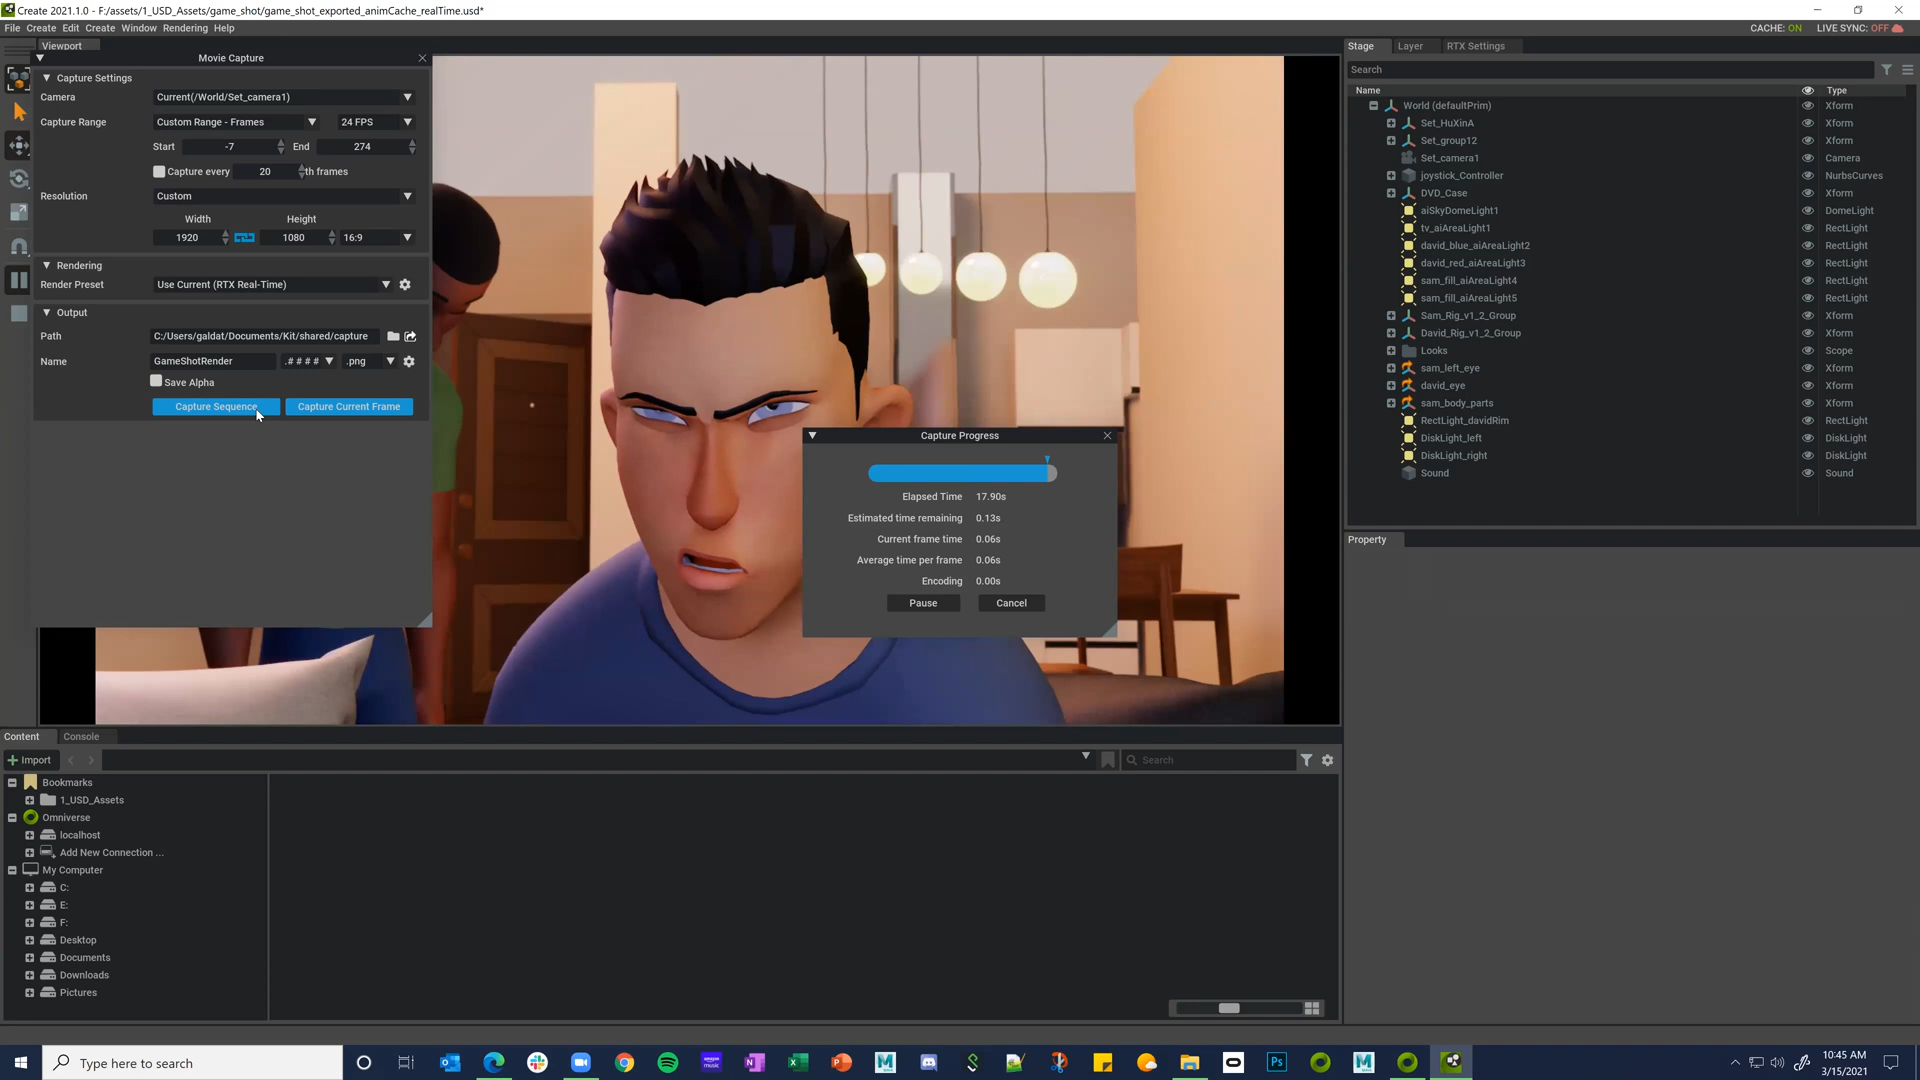 Create 2021.1.0 - F:/assets/1_USD_Assets/game_shot/game_shot_exported_animCache_realTime.usd*
File Create Edit Create Window Rendering Help
CACHE: ON LIVE SYNC: OFF
Viewport
Movie Capture
Capture Settings
Camera Current(/World/Set_camera1)
Capture Range Custom Range - Frames 24 FPS
Start -7 End 274
Capture every 20 th frames
Resolution Custom
Width Height
1920 1080 16:9
Rendering
Render Preset Use Current (RTX Real-Time)
Output
Path C:/Users/galdat/Documents/Kit/shared/capture
Name GameShotRender .#### .png
Save Alpha
Capture Sequence Capture Current Frame
Capture Progress
Elapsed Time 17.90s
Estimated time remaining 0.13s
Current frame time 0.06s
Average time per frame 0.06s
Encoding 0.00s
Pause Cancel
Stage Layer RTX Settings
Search
Name Type
World (defaultPrim) Xform
Set_HuXinA Xform
Set_group12 Xform
Set_camera1 Camera
joystick_Controller NurbsCurves
DVD_Case Xform
aiSkyDomeLight1 DomeLight
tv_aiAreaLight1 RectLight
david_blue_aiAreaLight2 RectLight
david_red_aiAreaLight3 RectLight
sam_fill_aiAreaLight4 RectLight
sam_fill_aiAreaLight5 RectLight
Sam_Rig_v1_2_Group Xform
David_Rig_v1_2_Group Xform
Looks Scope
sam_left_eye Xform
david_eye Xform
sam_body_parts Xform
RectLight_davidRim RectLight
DiskLight_left DiskLight
DiskLight_right DiskLight
Sound Sound
Property
Content Console
Import
Search
Bookmarks
1_USD_Assets
Omniverse
localhost
Add New Connection ...
My Computer
C:
E:
F:
Desktop
Documents
Downloads
Pictures
Type here to search
10:45 AM
3/15/2021